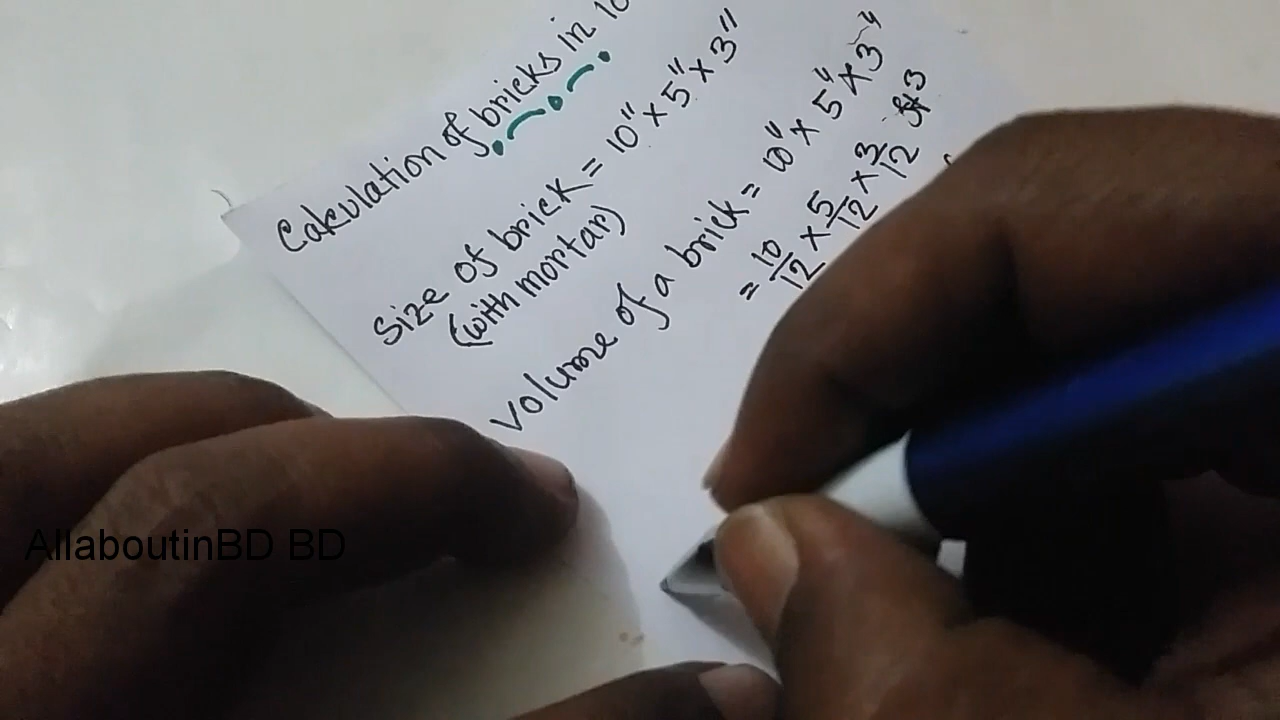 Calculation of bricks in 10
Size of brick = 10" × 5" × 3"
(with mortar)
Volume of a brick = 10" × 5" × 3"
= 10/12 × 5/12 × 3/12 ft3
AllaboutinBD BD